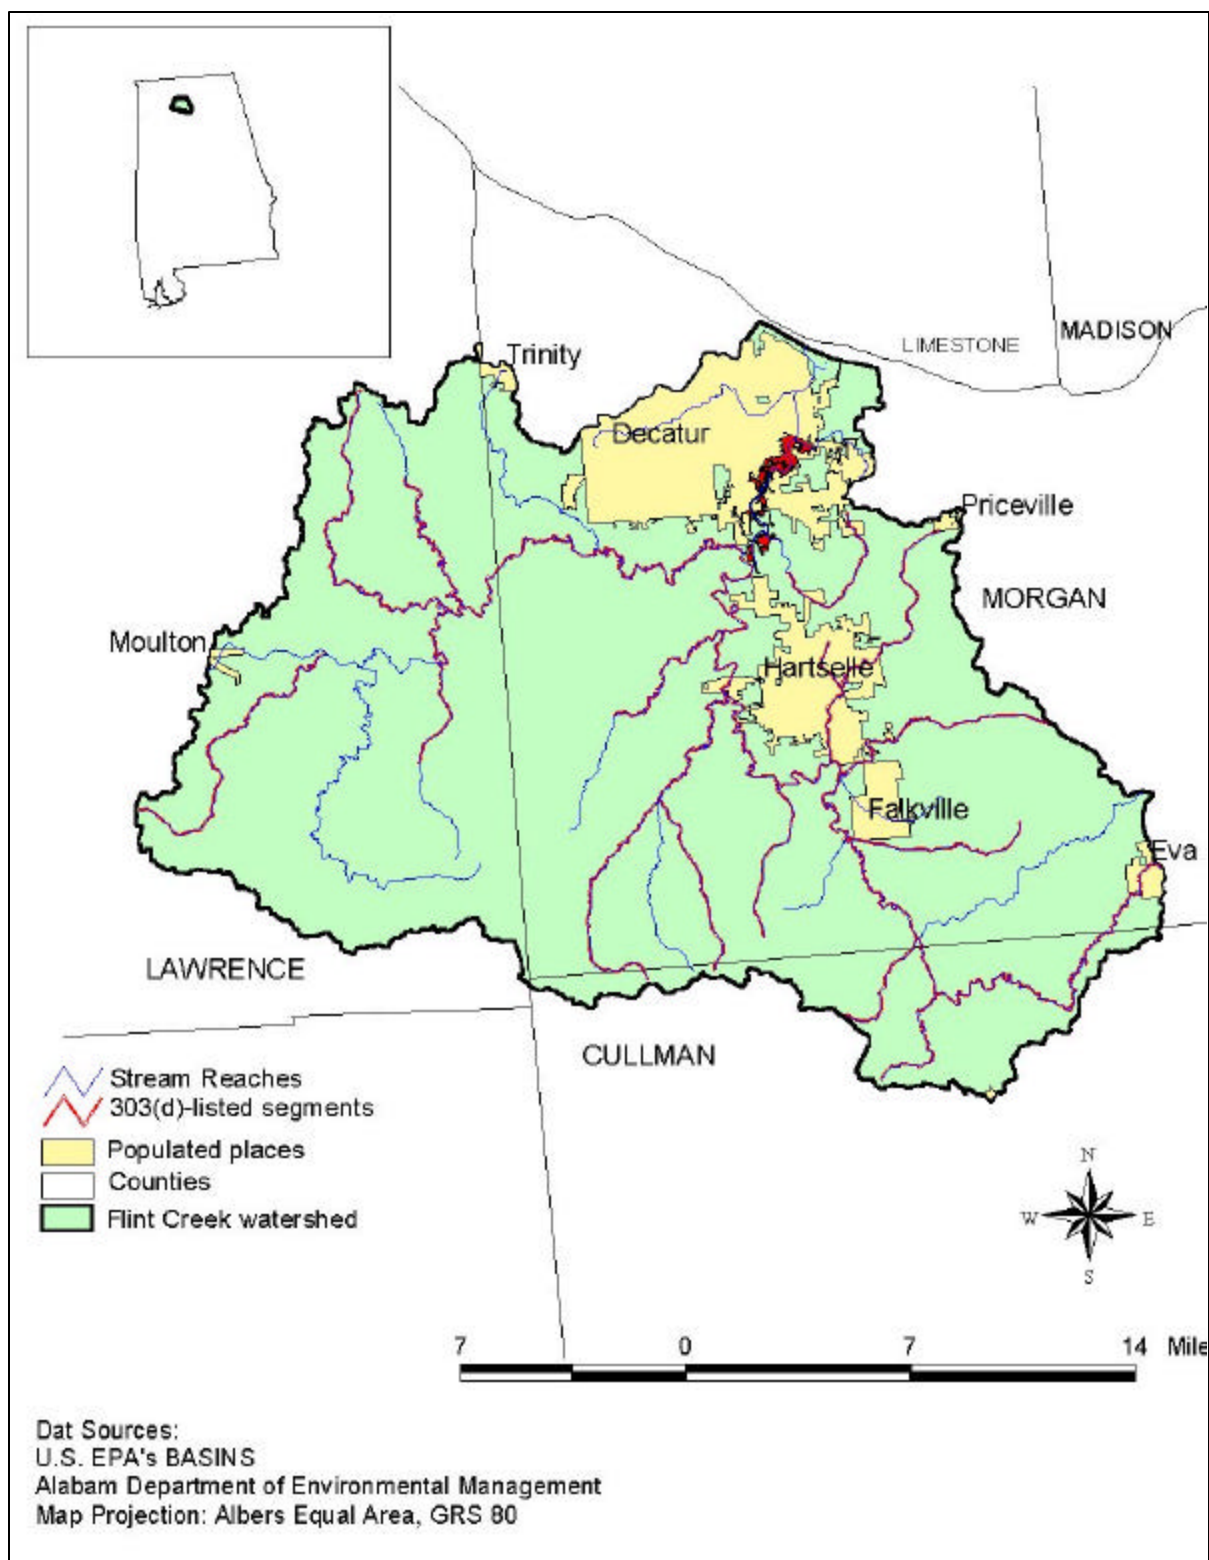 LIMESTONE
MADISON
Trinity
Decatur
Priceville
MORGAN
Moulton
Hartselle
Falkville
Eva
LAWRENCE
CULLMAN
Stream Reaches
303(d)-listed segments
Populated places
Counties
Flint Creek watershed
N
W E
S
7 0 7 14 Mile
Dat Sources:
U.S. EPA's BASINS
Alabam Department of Environmental Management
Map Projection: Albers Equal Area, GRS 80